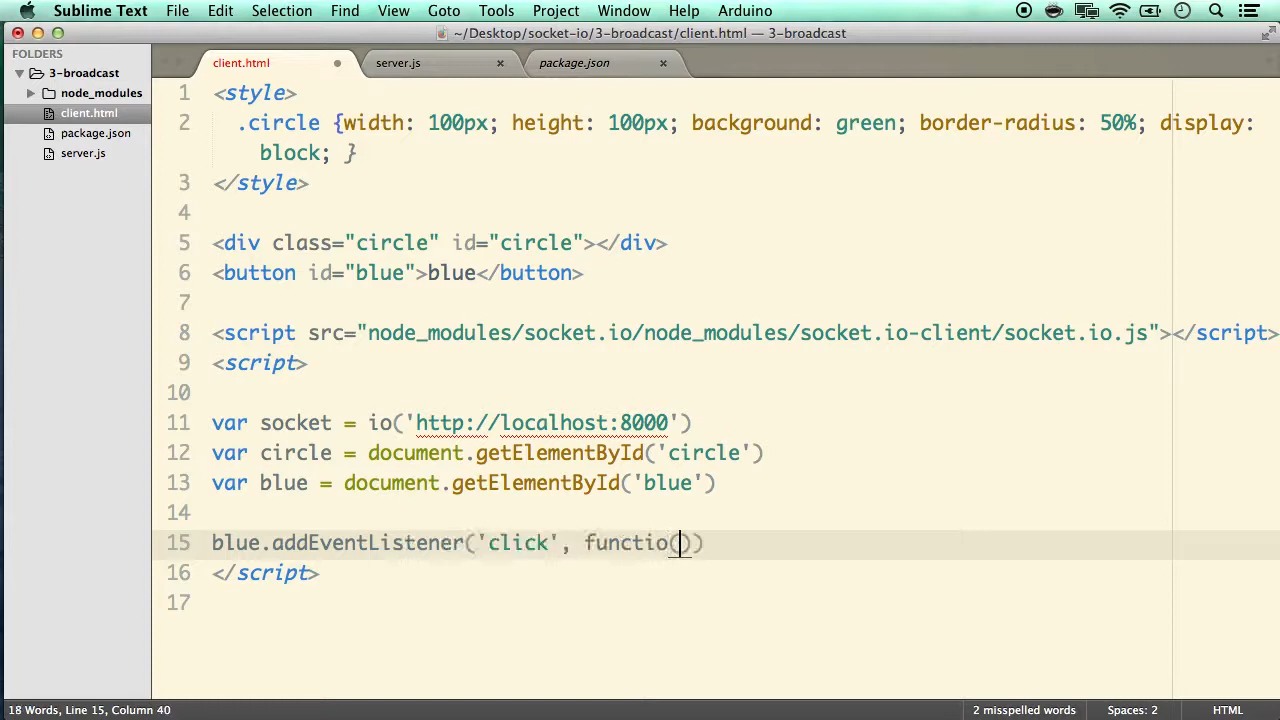 Sublime Text File Edit Selection Find View Goto Tools Project Window Help Arduino
~/Desktop/socket-io/3-broadcast/client.html — 3-broadcast
FOLDERS
3-broadcast
node_modules
client.html
package.json
server.js
client.html server.js package.json
1 <style>
2 .circle {width: 100px; height: 100px; background: green; border-radius: 50%; display:
block; }
3 </style>
4
5 <div class="circle" id="circle"></div>
6 <button id="blue">blue</button>
7
8 <script src="node_modules/socket.io/node_modules/socket.io-client/socket.io.js"></script>
9 <script>
10
11 var socket = io('http://localhost:8000')
12 var circle = document.getElementById('circle')
13 var blue = document.getElementById('blue')
14
15 blue.addEventListener('click', functio())
16 </script>
17
18 Words, Line 15, Column 40 2 misspelled words Spaces: 2 HTML